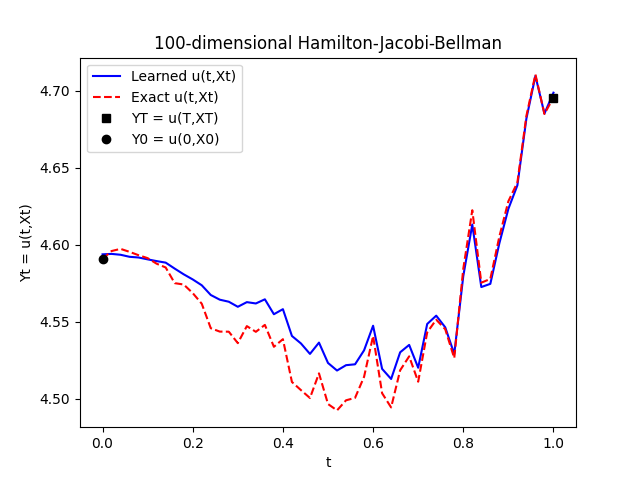 100-dimensional Hamilton-Jacobi-Bellman
Learned u(t,Xt)
Exact u(t,Xt)
YT = u(T,XT)
Y0 = u(0,X0)
Yt = u(t,Xt)
4.70
4.65
4.60
4.55
4.50
0.0 0.2 0.4 0.6 0.8 1.0
t